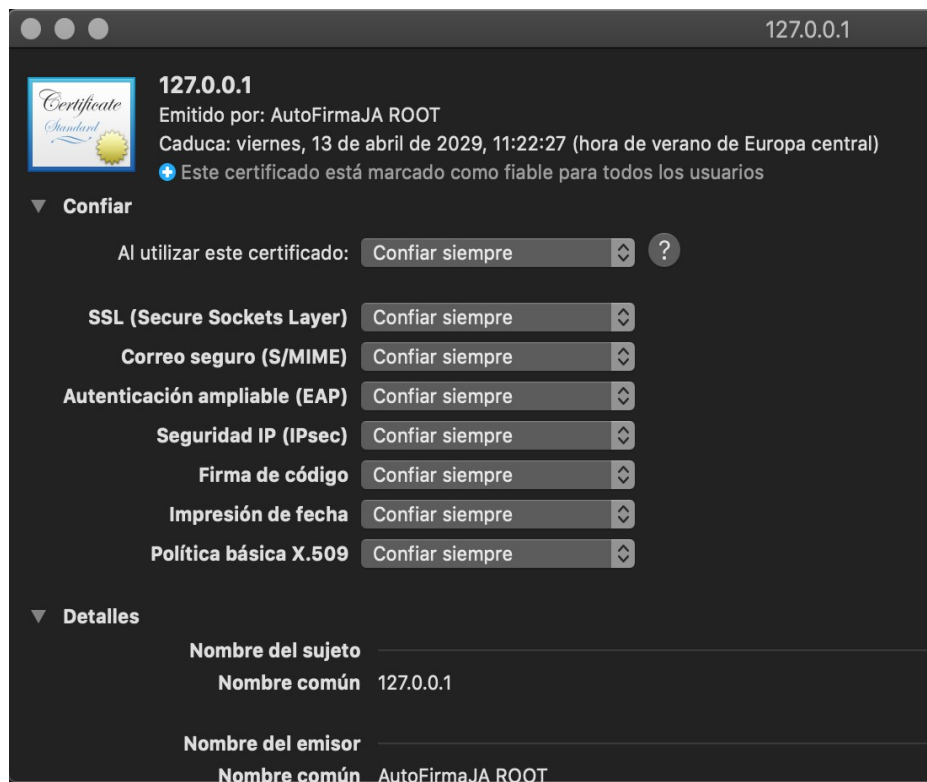 127.0.0.1
Certificate
Standard
127.0.0.1
Emitido por: AutoFirmaJA ROOT
Caduca: viernes, 13 de abril de 2029, 11:22:27 (hora de verano de Europa central)
Este certificado está marcado como fiable para todos los usuarios
Confiar
Al utilizar este certificado: Confiar siempre ?
SSL (Secure Sockets Layer) Confiar siempre
Correo seguro (S/MIME) Confiar siempre
Autenticación ampliable (EAP) Confiar siempre
Seguridad IP (IPsec) Confiar siempre
Firma de código Confiar siempre
Impresión de fecha Confiar siempre
Política básica X.509 Confiar siempre
Detalles
Nombre del sujeto
Nombre común 127.0.0.1
Nombre del emisor
Nombre común AutoFirmaJA ROOT